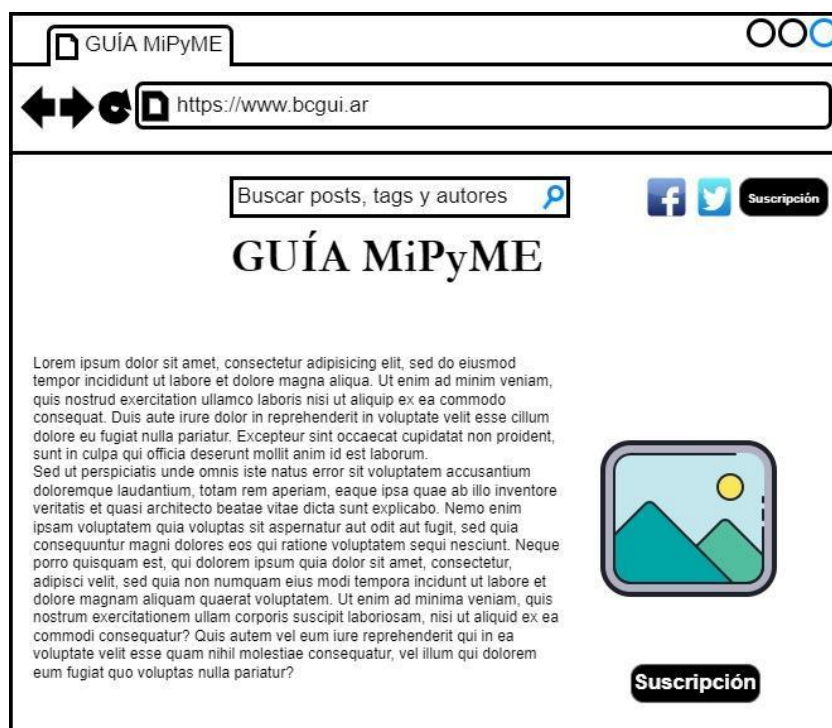 GUÍA MiPyME
https://www.bcgui.ar
Buscar posts, tags y autores
Suscripción
GUÍA MiPyME
Lorem ipsum dolor sit amet, consectetur adipisicing elit, sed do eiusmod
tempor incididunt ut labore et dolore magna aliqua. Ut enim ad minim veniam,
quis nostrud exercitation ullamco laboris nisi ut aliquip ex ea commodo
consequat. Duis aute irure dolor in reprehenderit in voluptate velit esse cillum
dolore eu fugiat nulla pariatur. Excepteur sint occaecat cupidatat non proident,
sunt in culpa qui officia deserunt mollit anim id est laborum.
Sed ut perspiciatis unde omnis iste natus error sit voluptatem accusantium
doloremque laudantium, totam rem aperiam, eaque ipsa quae ab illo inventore
veritatis et quasi architecto beatae vitae dicta sunt explicabo. Nemo enim
ipsam voluptatem quia voluptas sit aspernatur aut odit aut fugit, sed quia
consequuntur magni dolores eos qui ratione voluptatem sequi nesciunt. Neque
porro quisquam est, qui dolorem ipsum quia dolor sit amet, consectetur,
adipisci velit, sed quia non numquam eius modi tempora incidunt ut labore et
dolore magnam aliquam quaerat voluptatem. Ut enim ad minima veniam, quis
nostrum exercitationem ullam corporis suscipit laboriosam, nisi ut aliquid ex ea
commodi consequatur? Quis autem vel eum iure reprehenderit qui in ea
voluptate velit esse quam nihil molestiae consequatur, vel illum qui dolorem
eum fugiat quo voluptas nulla pariatur?
Suscripción